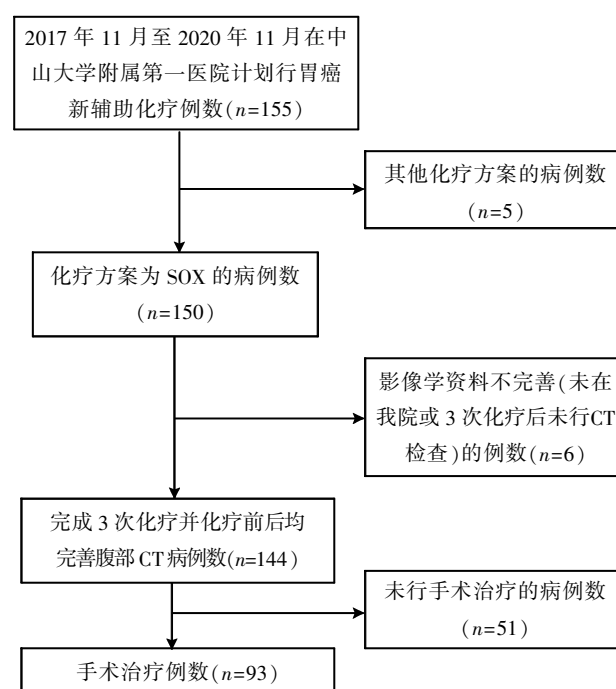 2017 年 11 月至 2020 年 11 月在中
山大学附属第一医院计划行胃癌
新辅助化疗例数(n=155)
其他化疗方案的病例数
(n=5)
化疗方案为 SOX 的病例数
(n=150)
影像学资料不完善(未在
我院或 3 次化疗后未行CT
检查)的例数(n=6)
完成 3 次化疗并化疗前后均
完善腹部 CT 病例数(n=144)
未行手术治疗的病例数
(n=51)
手术治疗例数(n=93)